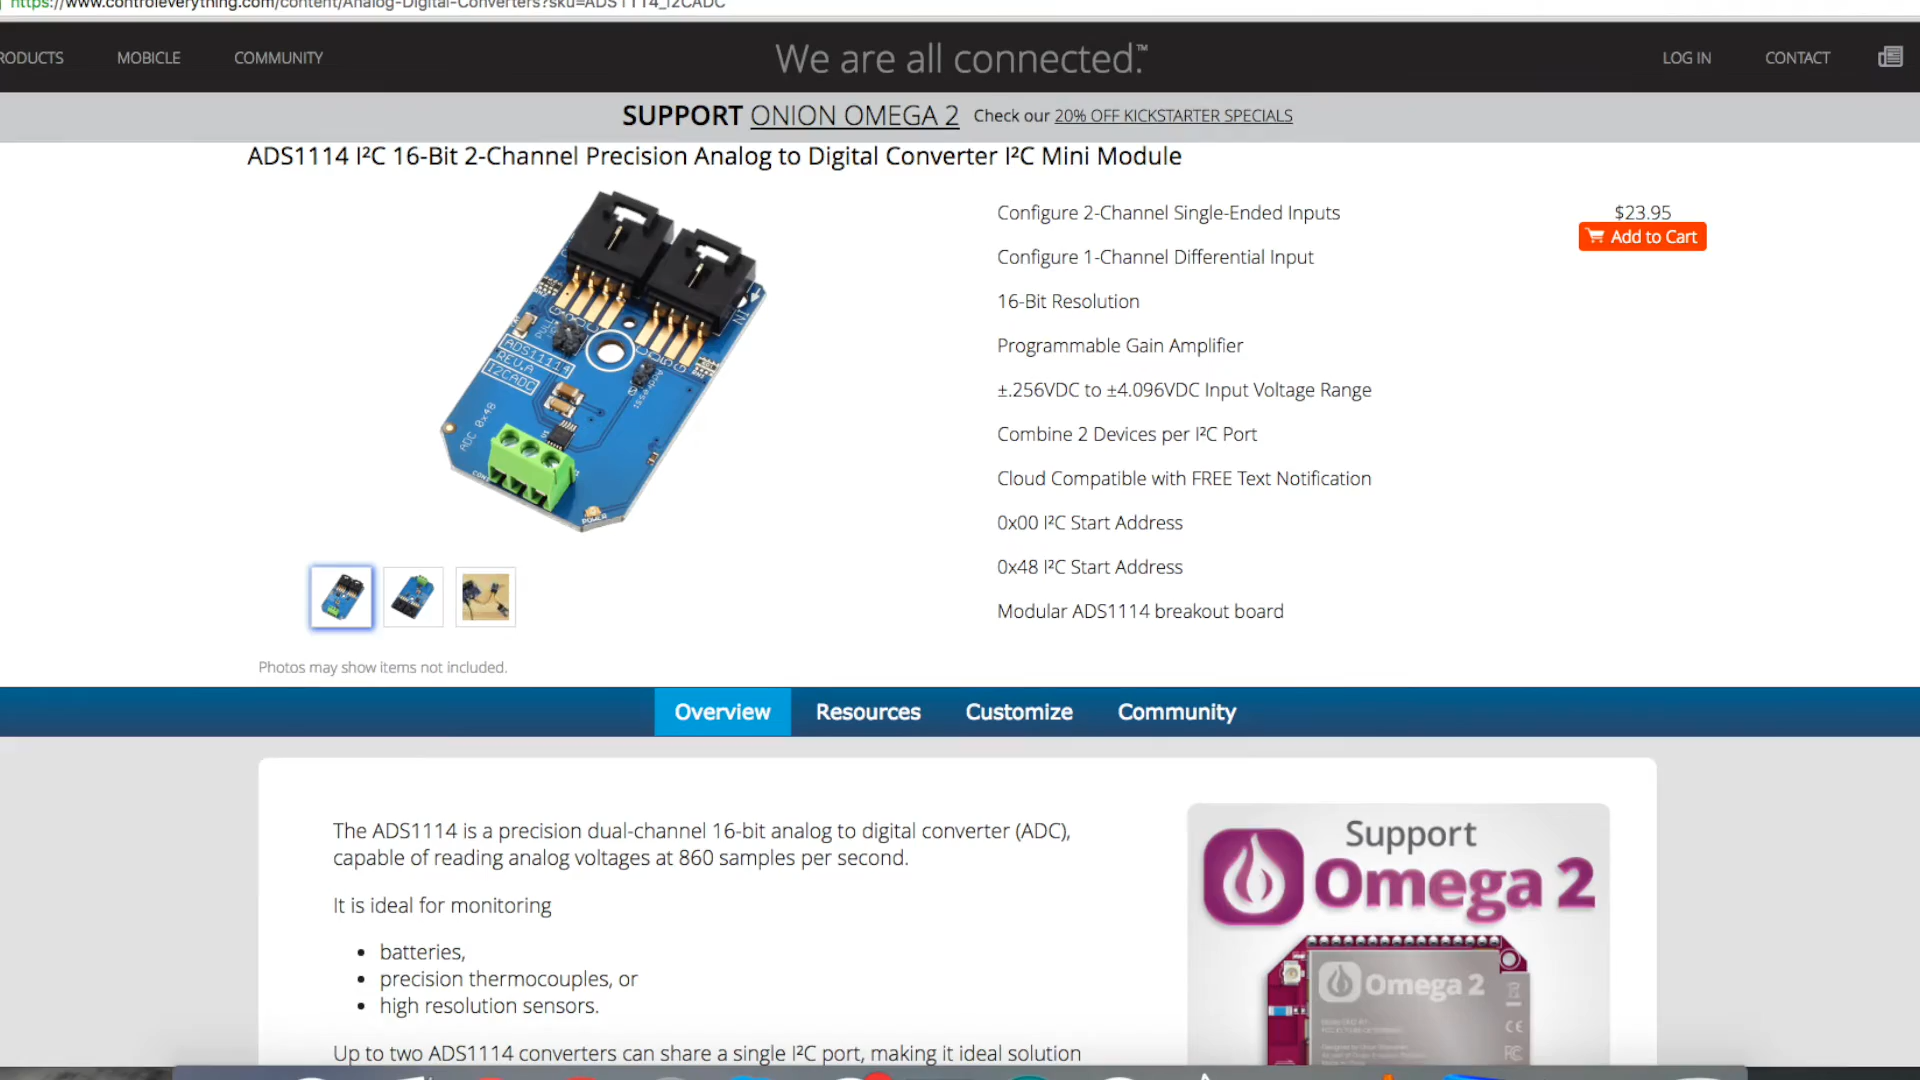 https://www.controleverything.com/content/Analog-Digital-Converters?sku=ADS1114_I2CADC
RODUCTS MOBICLE COMMUNITY We are all connected.™ LOG IN CONTACT
SUPPORT ONION OMEGA 2 Check our 20% OFF KICKSTARTER SPECIALS
ADS1114 I²C 16-Bit 2-Channel Precision Analog to Digital Converter I²C Mini Module
Configure 2-Channel Single-Ended Inputs
$23.95
Add to Cart
Configure 1-Channel Differential Input
16-Bit Resolution
Programmable Gain Amplifier
±.256VDC to ±4.096VDC Input Voltage Range
Combine 2 Devices per I²C Port
Cloud Compatible with FREE Text Notification
0x00 I²C Start Address
0x48 I²C Start Address
Modular ADS1114 breakout board
IN
ADS11114
REV.A
I2CADC
ADC 0x48
POWER
Photos may show items not included.
Overview Resources Customize Community
The ADS1114 is a precision dual-channel 16-bit analog to digital converter (ADC),
capable of reading analog voltages at 860 samples per second.
It is ideal for monitoring
• batteries,
• precision thermocouples, or
• high resolution sensors.
Up to two ADS1114 converters can share a single I²C port, making it ideal solution
Support
Omega 2
Omega 2